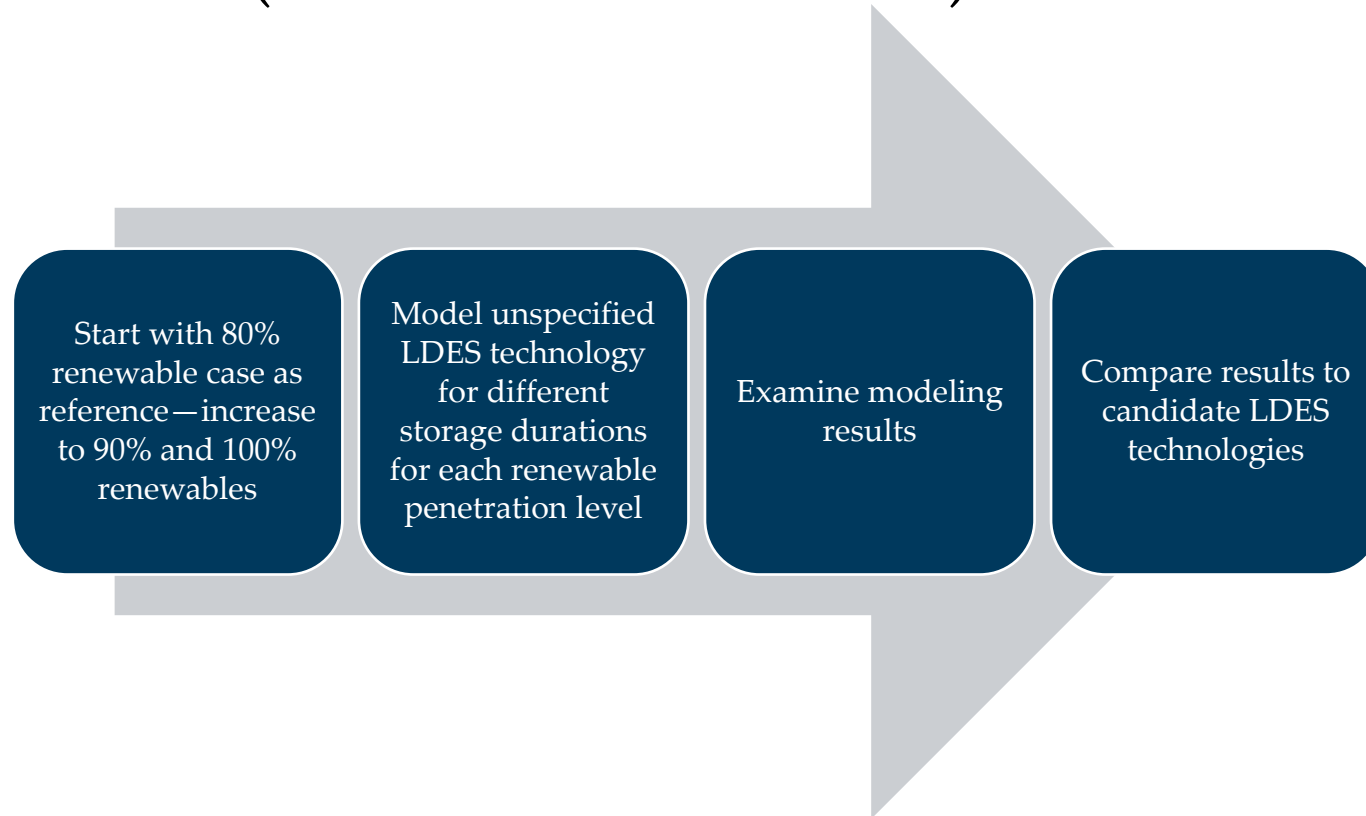 Start with 80%
renewable case as
reference—increase
to 90% and 100%
renewables
Model unspecified
LDES technology
for different
storage durations
for each renewable
penetration level
Examine modeling
results
Compare results to
candidate LDES
technologies